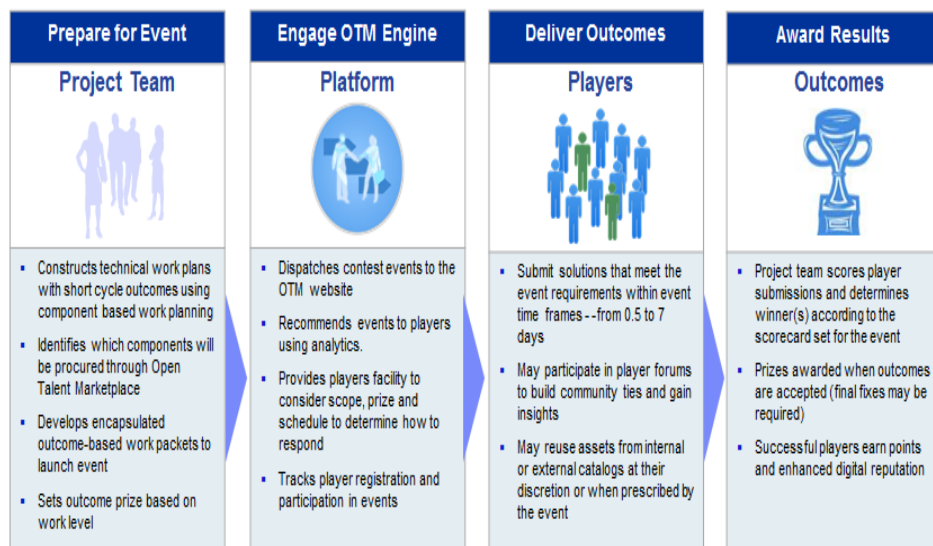 Prepare for Event
Project Team
▪ Constructs technical work plans
with short cycle outcomes using
component based work planning
▪ Identifies which components will
be procured through Open
Talent Marketplace
▪ Develops encapsulated
outcome-based work packets to
launch event
▪ Sets outcome prize based on
work level
Engage OTM Engine
Platform
▪ Dispatches contest events to the
OTM website
▪ Recommends events to players
using analytics.
▪ Provides players facility to
consider scope, prize and
schedule to determine how to
respond
▪ Tracks player registration and
participation in events
Deliver Outcomes
Players
▪ Submit solutions that meet the
event requirements within event
time frames - - from 0.5 to 7
days
▪ May participate in player forums
to build community ties and gain
insights
▪ May reuse assets from internal
or external catalogs at their
discretion or when prescribed by
the event
Award Results
Outcomes
▪ Project team scores player
submissions and determines
winner(s) according to the
scorecard set for the event
▪ Prizes awarded when outcomes
are accepted (final fixes may be
required)
▪ Successful players earn points
and enhanced digital reputation